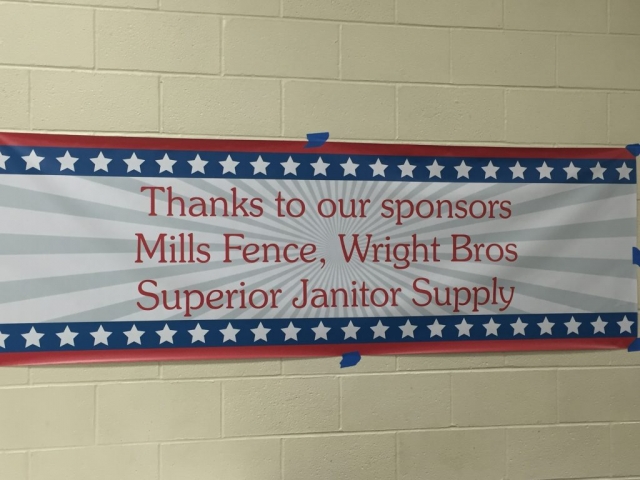 Thanks to our sponsors
Mills Fence, Wright Bros
Superior Janitor Supply